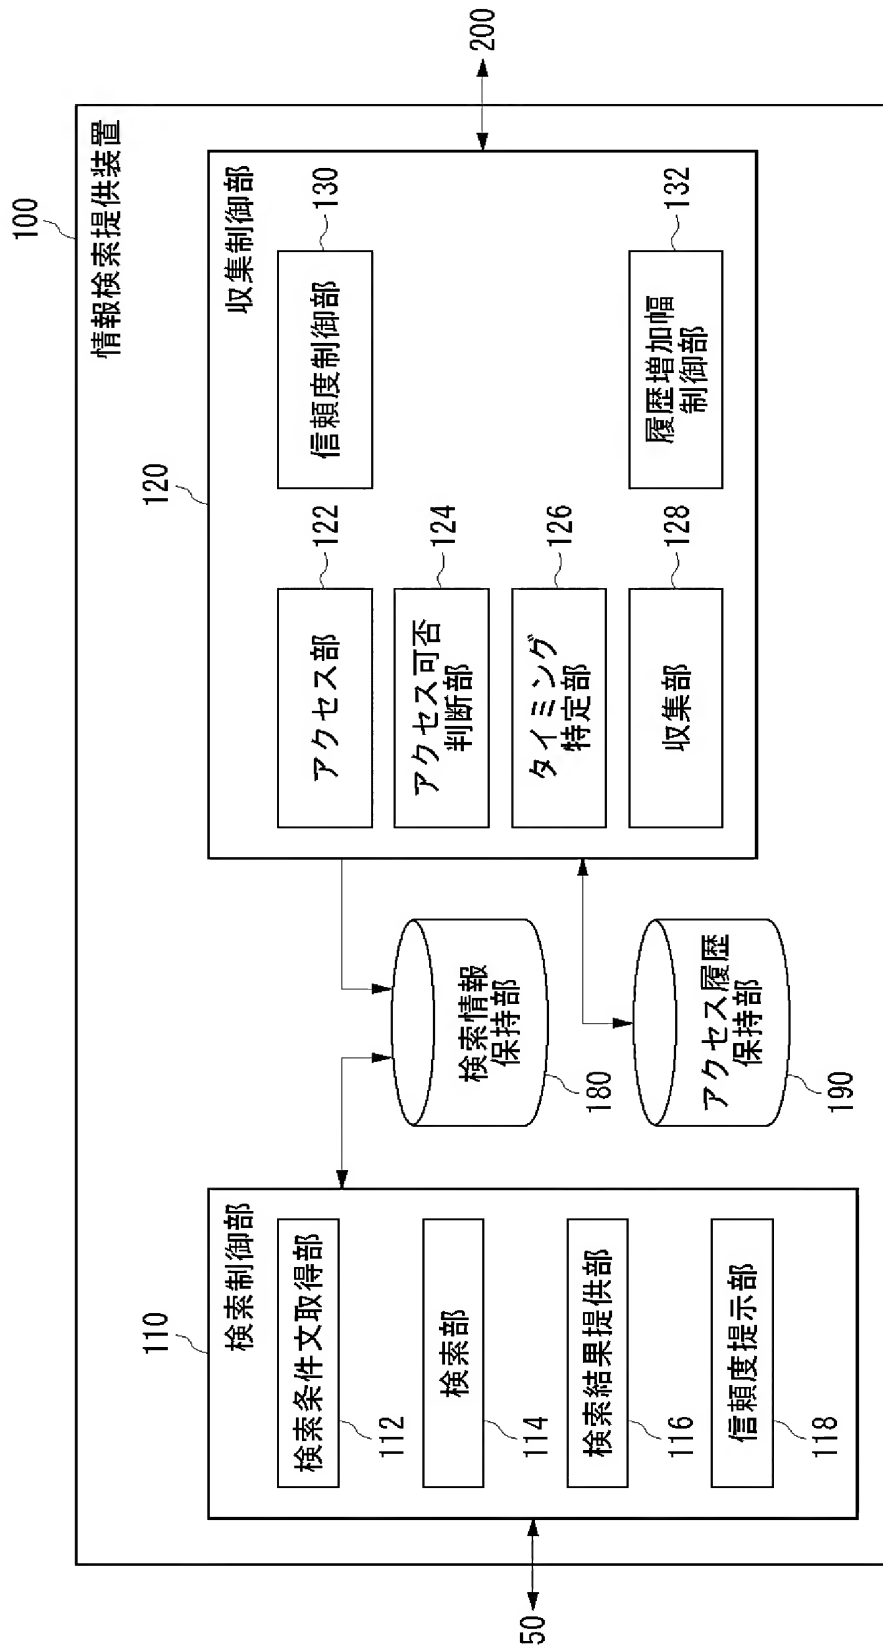 100
情報検索提供装置
110
検索制御部
検索条件文取得部
112
検索部
114
検索結果提供部
116
信頼度提示部
118
50
検索情報
保持部
180
アクセス履歴
保持部
190
120
収集制御部
アクセス部
122
アクセス可否
判断部
124
タイミング
特定部
126
収集部
128
信頼度制御部
130
履歴増加幅
制御部
132
200